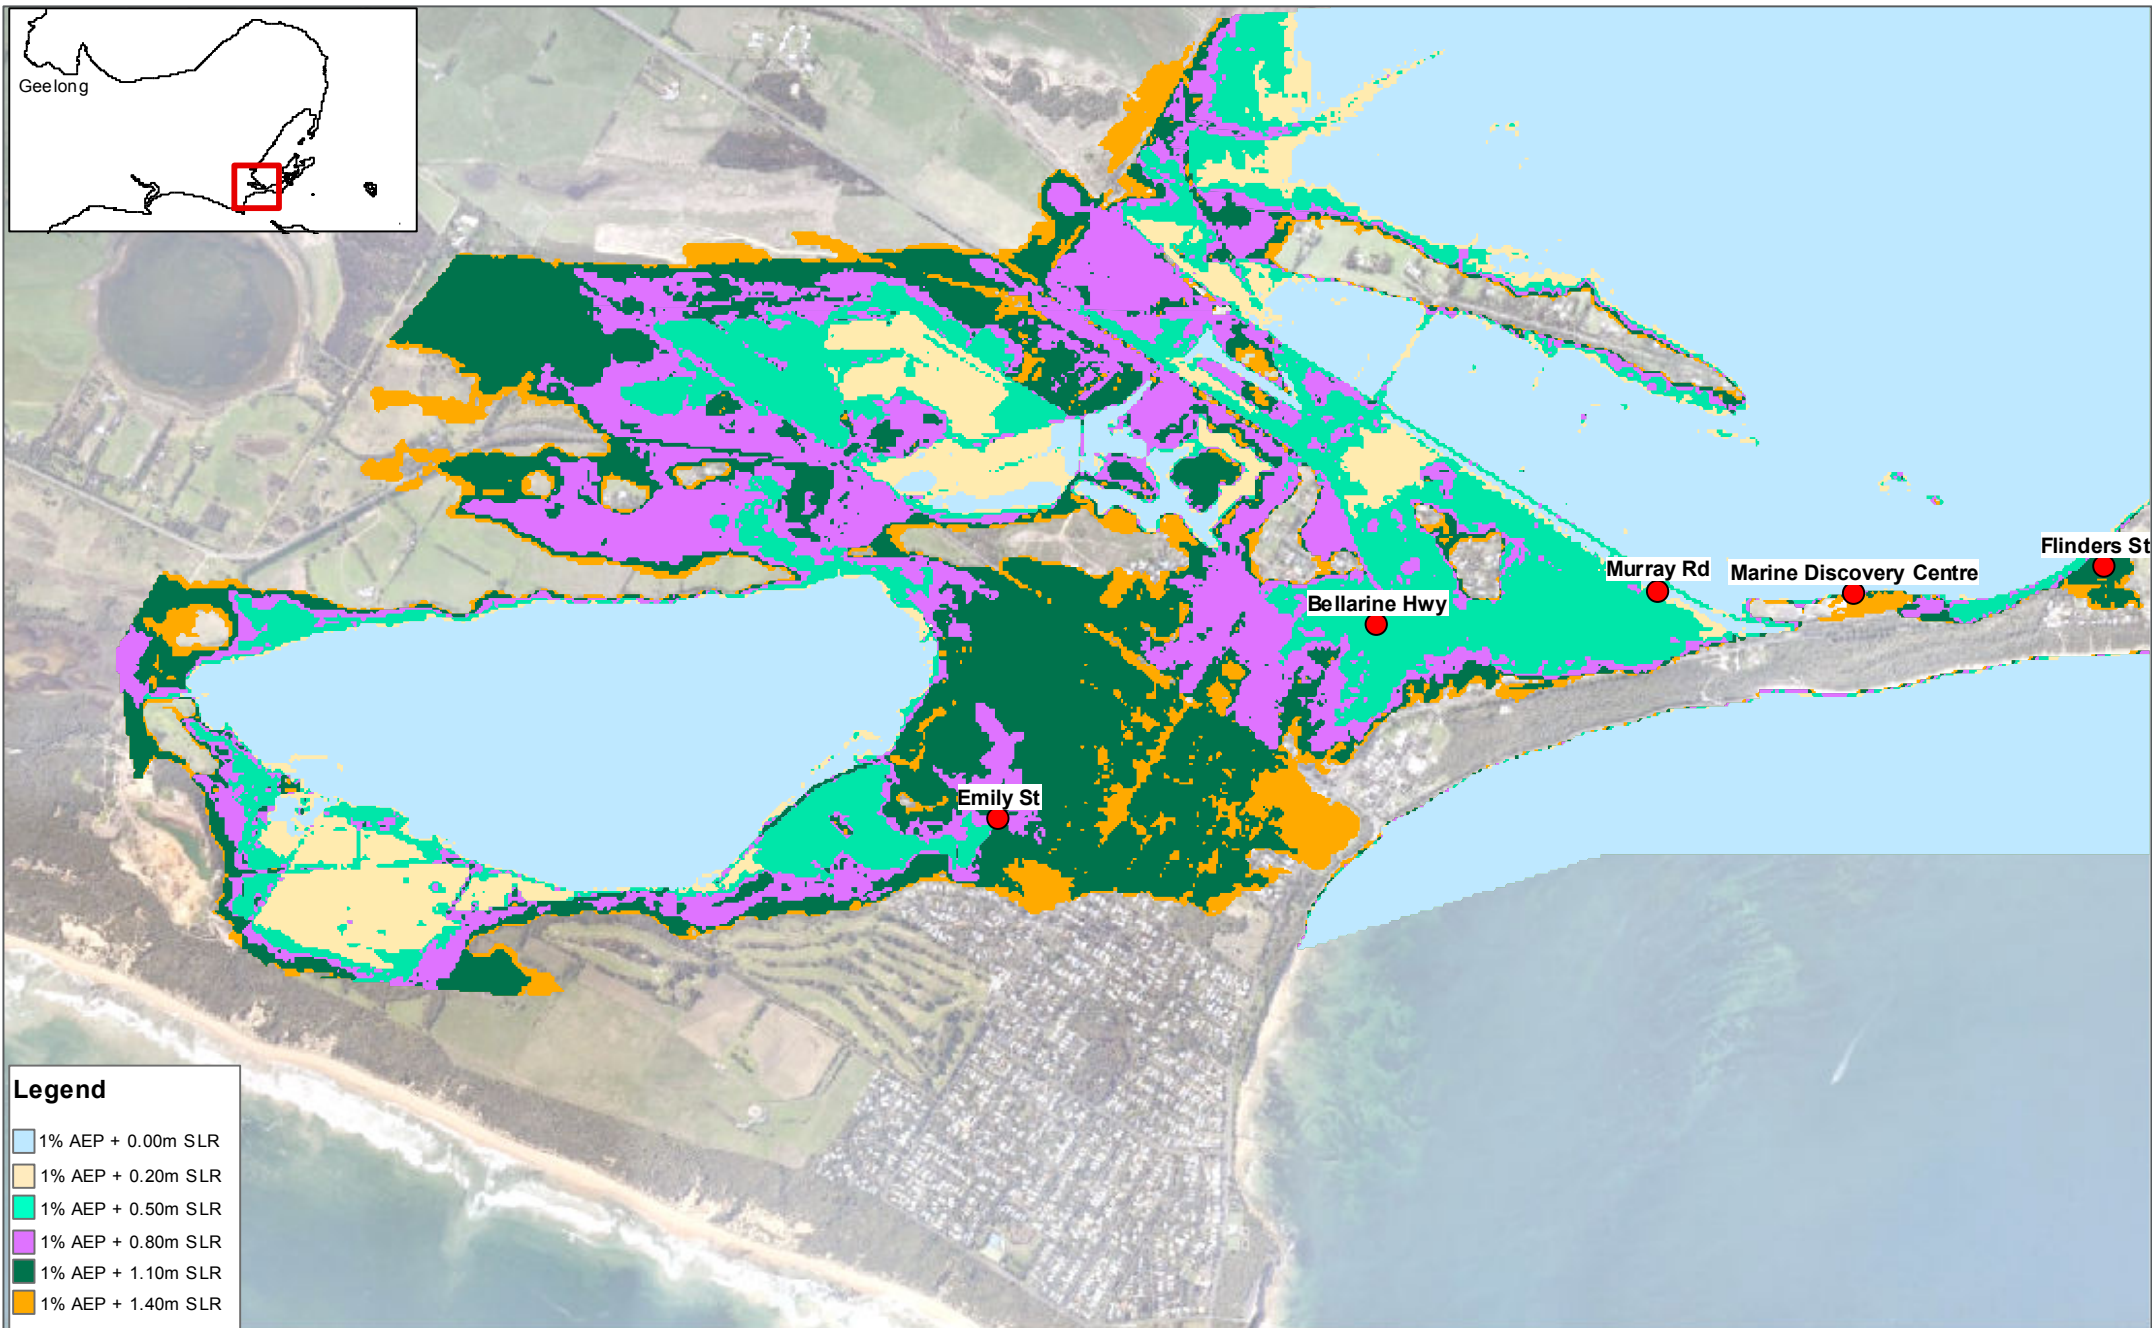 Geelong
Flinders St
Murray Rd
Marine Discovery Centre
Bellarine Hwy
Emily St
Legend
1% AEP + 0.00m SLR
1% AEP + 0.20m SLR
1% AEP + 0.50m SLR
1% AEP + 0.80m SLR
1% AEP + 1.10m SLR
1% AEP + 1.40m SLR